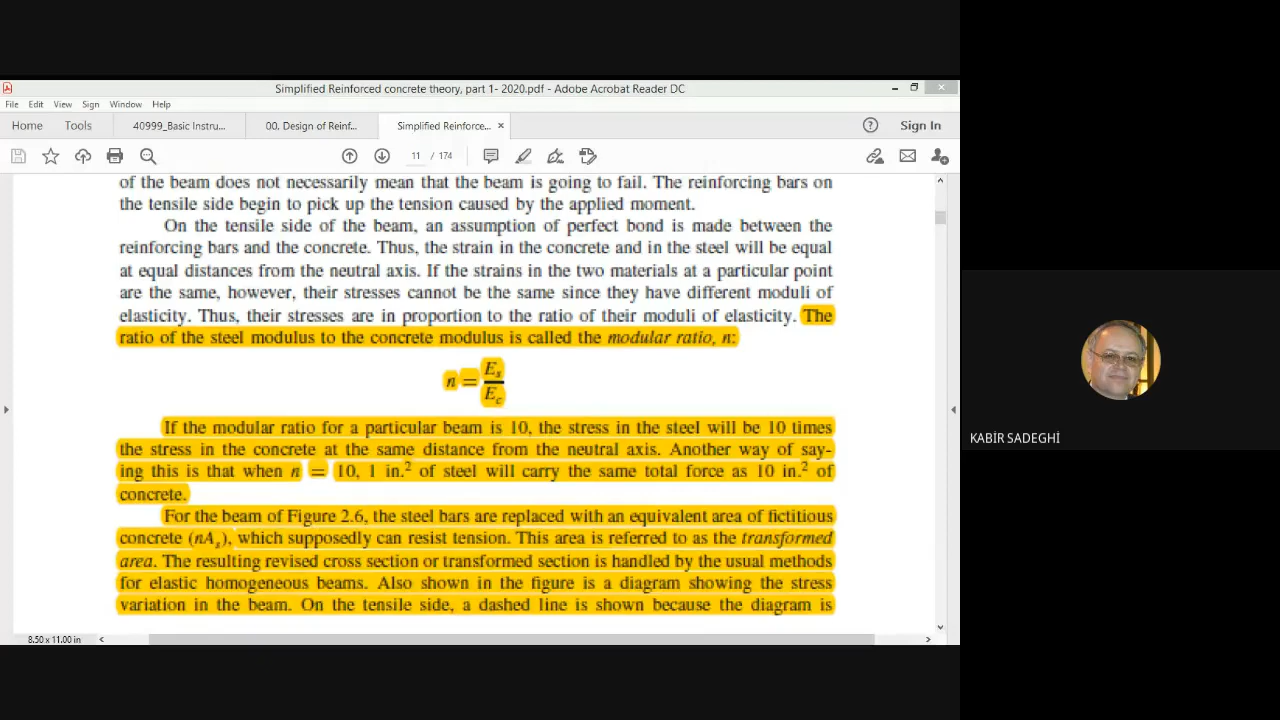 Simplified Reinforced concrete theory, part 1- 2020.pdf - Adobe Acrobat Reader DC
File Edit View Sign Window Help
Home Tools 40999_Basic Instru... 00, Design of Reinf... Simplified Reinforce... × Sign In
11 / 174
of the beam does not necessarily mean that the beam is going to fail. The reinforcing bars on
the tensile side begin to pick up the tension caused by the applied moment.
On the tensile side of the beam, an assumption of perfect bond is made between the
reinforcing bars and the concrete. Thus, the strain in the concrete and in the steel will be equal
at equal distances from the neutral axis. If the strains in the two materials at a particular point
are the same, however, their stresses cannot be the same since they have different moduli of
elasticity. Thus, their stresses are in proportion to the ratio of their moduli of elasticity. The
ratio of the steel modulus to the concrete modulus is called the modular ratio, n:
n = Es / Ec
If the modular ratio for a particular beam is 10, the stress in the steel will be 10 times
the stress in the concrete at the same distance from the neutral axis. Another way of say-
ing this is that when n = 10, 1 in.² of steel will carry the same total force as 10 in.² of
concrete.
For the beam of Figure 2.6, the steel bars are replaced with an equivalent area of fictitious
concrete (nAs), which supposedly can resist tension. This area is referred to as the transformed
area. The resulting revised cross section or transformed section is handled by the usual methods
for elastic homogeneous beams. Also shown in the figure is a diagram showing the stress
variation in the beam. On the tensile side, a dashed line is shown because the diagram is
8.50 x 11.00 in
KABİR SADEGHİ